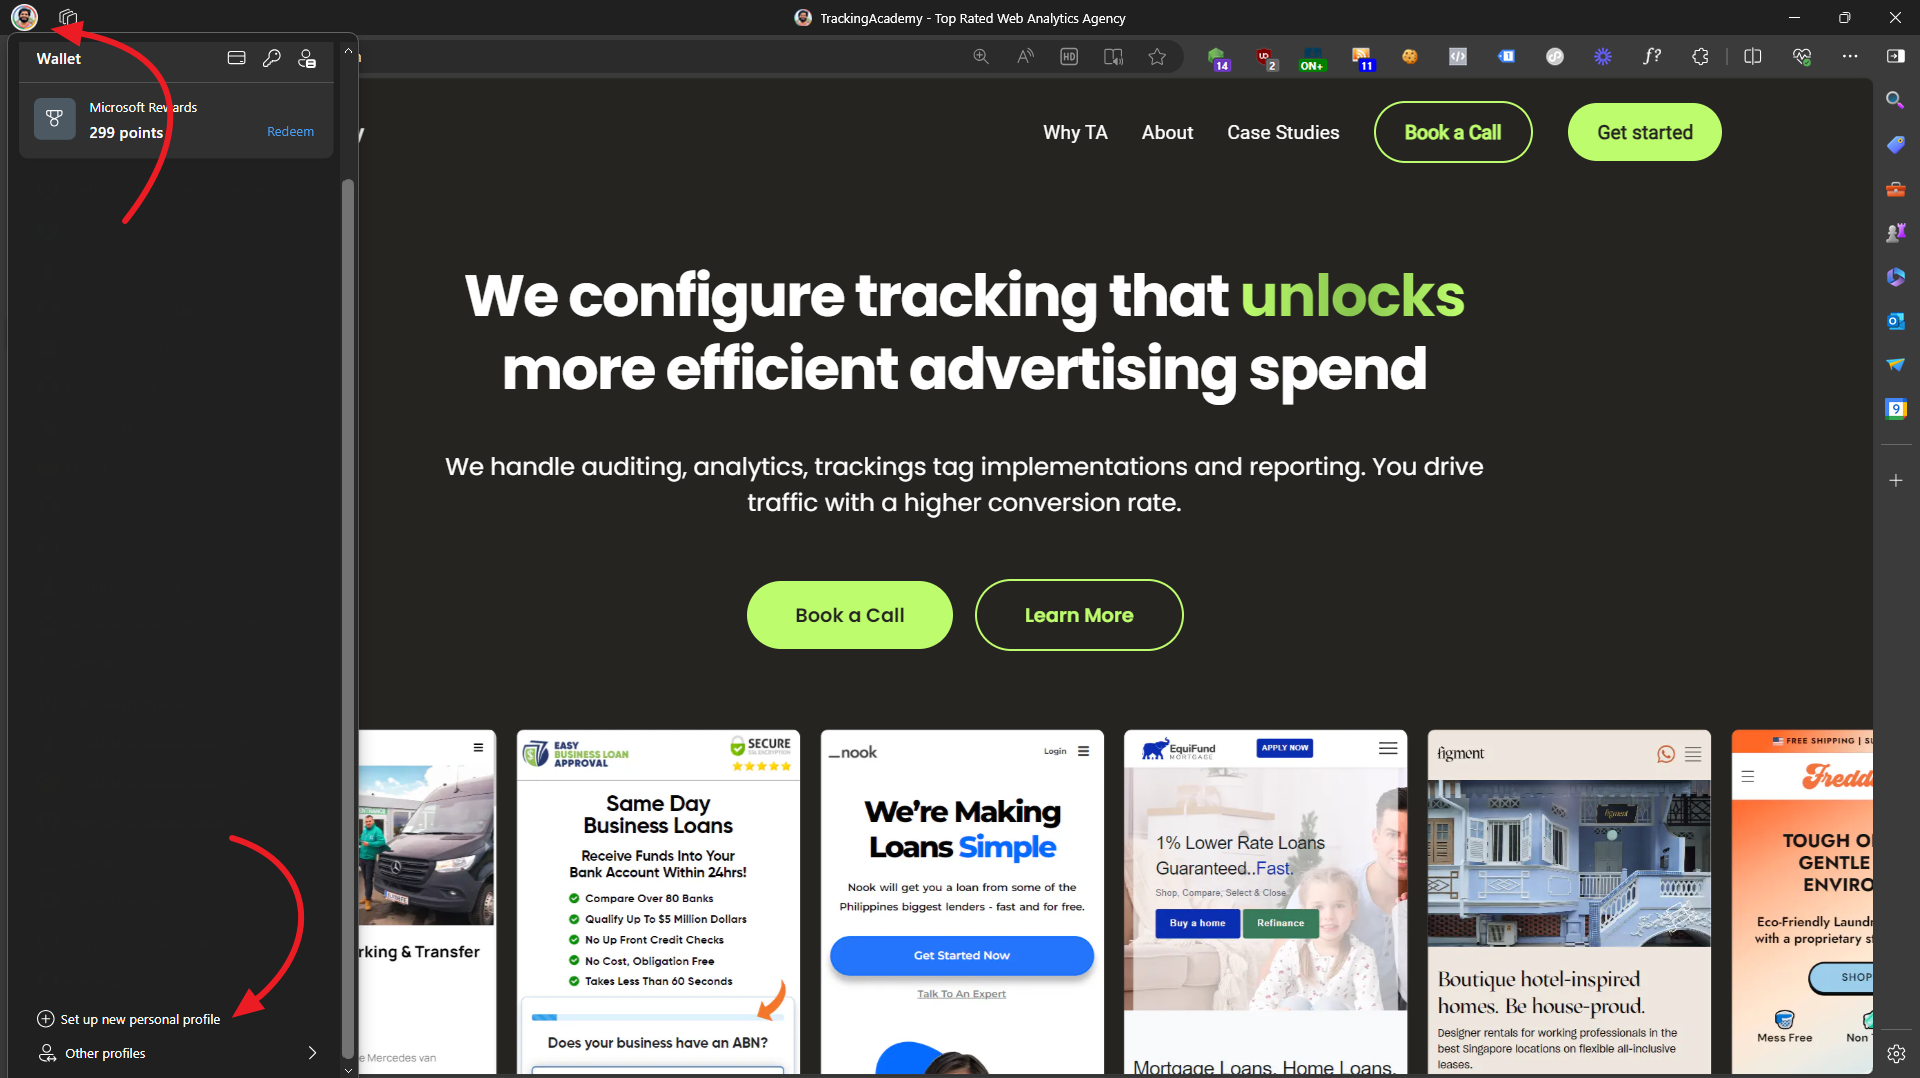 TrackingAcademy - Top Rated Web Analytics Agency
Wallet
Microsoft Rewards
299 points
Redeem
HD
14
2
ON+
11
1
f?
Why TA
About
Case Studies
Book a Call
Get started
We configure tracking that unlocks
more efficient advertising spend
We handle auditing, analytics, trackings tag implementations and reporting. You drive
traffic with a higher conversion rate.
Book a Call
Learn More
9
rking & Transfer
e Mercedes van
EASY
BUSINESS LOAN
APPROVAL
SECURE
SSL ENCRYPTION
Same Day
Business Loans
Receive Funds Into Your
Bank Account Within 24hrs!
Compare Over 80 Banks
Qualify Up To $5 Million Dollars
No Up Front Credit Checks
No Cost, Obligation Free
Takes Less Than 60 Seconds
Does your business have an ABN?
_nook
Login
We're Making
Loans Simple
Nook will get you a loan from some of the
Philippines biggest lenders - fast and for free.
Get Started Now
Talk To An Expert
EquiFund
MORTGAGE
APPLY NOW
1% Lower Rate Loans
Guaranteed..Fast.
Shop, Compare, Select & Close.
Buy a home
Refinance
Mortgage Loans, Home Loans,
figment
figment
Boutique hotel-inspired
homes. Be house-proud.
Designer rentals for working professionals in the
best Singapore locations on flexible all-inclusive
leases.
FREE SHIPPING | SU
Fredd
TOUGH O
GENTLE
ENVIRO
Eco-Friendly Laund
with a proprietary s
SHOP
Mess Free
Non
Set up new personal profile
Other profiles